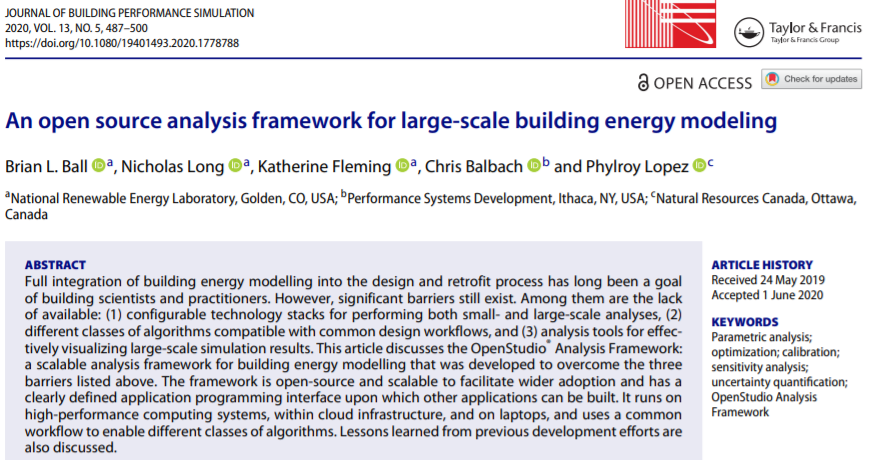 JOURNAL OF BUILDING PERFORMANCE SIMULATION
2020, VOL. 13, NO. 5, 487–500
https://doi.org/10.1080/19401493.2020.1778788
Taylor & Francis
Taylor & Francis Group
OPEN ACCESS
Check for updates
An open source analysis framework for large-scale building energy modeling
Brian L. Ball iD a, Nicholas Long iD a, Katherine Fleming iD a, Chris Balbach iD b and Phylroy Lopez iD c
aNational Renewable Energy Laboratory, Golden, CO, USA; bPerformance Systems Development, Ithaca, NY, USA; cNatural Resources Canada, Ottawa,
Canada
ABSTRACT
Full integration of building energy modelling into the design and retrofit process has long been a goal
of building scientists and practitioners. However, significant barriers still exist. Among them are the lack
of available: (1) configurable technology stacks for performing both small- and large-scale analyses, (2)
different classes of algorithms compatible with common design workflows, and (3) analysis tools for effec-
tively visualizing large-scale simulation results. This article discusses the OpenStudio® Analysis Framework:
a scalable analysis framework for building energy modelling that was developed to overcome the three
barriers listed above. The framework is open-source and scalable to facilitate wider adoption and has a
clearly defined application programming interface upon which other applications can be built. It runs on
high-performance computing systems, within cloud infrastructure, and on laptops, and uses a common
workflow to enable different classes of algorithms. Lessons learned from previous development efforts are
also discussed.
ARTICLE HISTORY
Received 24 May 2019
Accepted 1 June 2020
KEYWORDS
Parametric analysis;
optimization; calibration;
sensitivity analysis;
uncertainty quantification;
OpenStudio Analysis
Framework